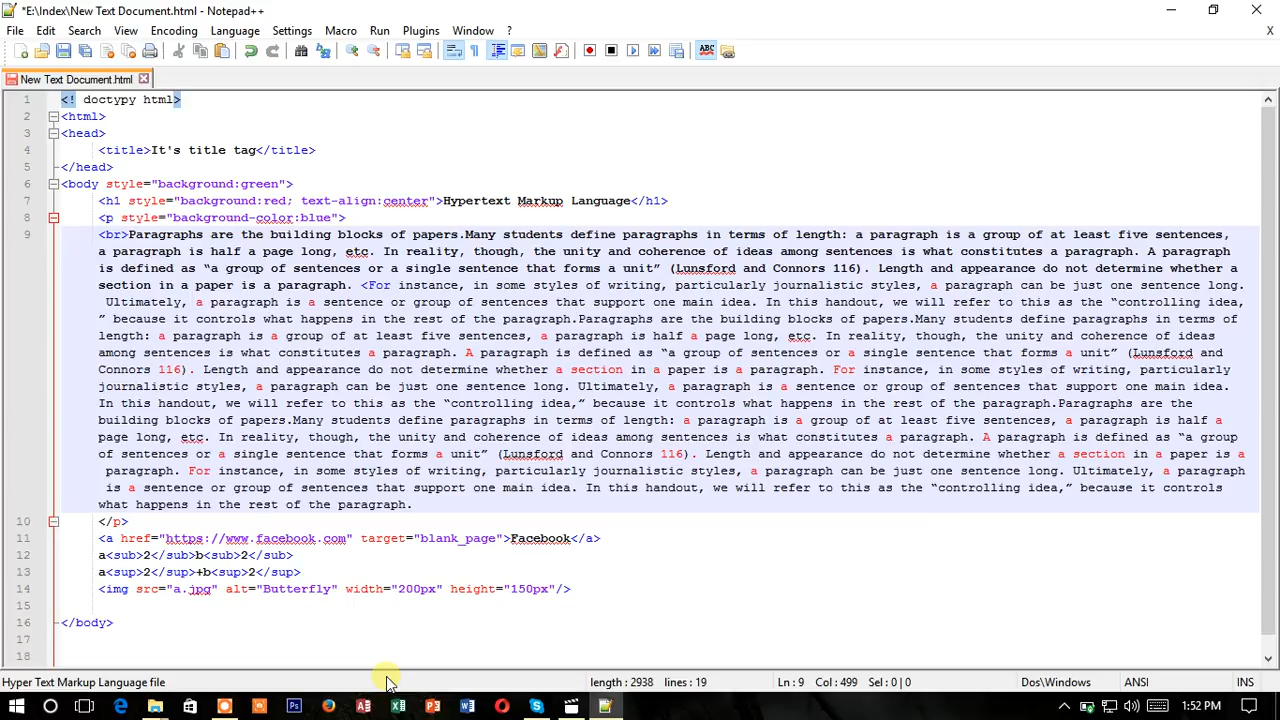 *E:\Index\New Text Document.html - Notepad++
File Edit Search View Encoding Language Settings Macro Run Plugins Window ? X
ABC
New Text Document.html
1 <! doctypy html>
2 <html>
3 <head>
4 <title>It's title tag</title>
5 </head>
6 <body style="background:green">
7 <h1 style="background:red; text-align:center">Hypertext Markup Language</h1>
8 <p style="background-color:blue">
9 <br>Paragraphs are the building blocks of papers.Many students define paragraphs in terms of length: a paragraph is a group of at least five sentences,
a paragraph is half a page long, etc. In reality, though, the unity and coherence of ideas among sentences is what constitutes a paragraph. A paragraph
is defined as “a group of sentences or a single sentence that forms a unit” (Lunsford and Connors 116). Length and appearance do not determine whether a
section in a paper is a paragraph. <For instance, in some styles of writing, particularly journalistic styles, a paragraph can be just one sentence long.
Ultimately, a paragraph is a sentence or group of sentences that support one main idea. In this handout, we will refer to this as the “controlling idea,
” because it controls what happens in the rest of the paragraph.Paragraphs are the building blocks of papers.Many students define paragraphs in terms of
length: a paragraph is a group of at least five sentences, a paragraph is half a page long, etc. In reality, though, the unity and coherence of ideas
among sentences is what constitutes a paragraph. A paragraph is defined as “a group of sentences or a single sentence that forms a unit” (Lunsford and
Connors 116). Length and appearance do not determine whether a section in a paper is a paragraph. For instance, in some styles of writing, particularly
journalistic styles, a paragraph can be just one sentence long. Ultimately, a paragraph is a sentence or group of sentences that support one main idea.
In this handout, we will refer to this as the “controlling idea,” because it controls what happens in the rest of the paragraph.Paragraphs are the
building blocks of papers.Many students define paragraphs in terms of length: a paragraph is a group of at least five sentences, a paragraph is half a
page long, etc. In reality, though, the unity and coherence of ideas among sentences is what constitutes a paragraph. A paragraph is defined as “a group
of sentences or a single sentence that forms a unit” (Lunsford and Connors 116). Length and appearance do not determine whether a section in a paper is a
paragraph. For instance, in some styles of writing, particularly journalistic styles, a paragraph can be just one sentence long. Ultimately, a paragraph
is a sentence or group of sentences that support one main idea. In this handout, we will refer to this as the “controlling idea,” because it controls
what happens in the rest of the paragraph.
10 </p>
11 <a href="https://www.facebook.com" target="blank_page">Facebook</a>
12 a<sub>2</sub>b<sub>2</sub>
13 a<sup>2</sup>+b<sup>2</sup>
14 <img src="a.jpg" alt="Butterfly" width="200px" height="150px"/>
15
16 </body>
17
18
Hyper Text Markup Language file length : 2938 lines : 19 Ln : 9 Col : 499 Sel : 0 | 0 Dos\Windows ANSI INS
1:52 PM